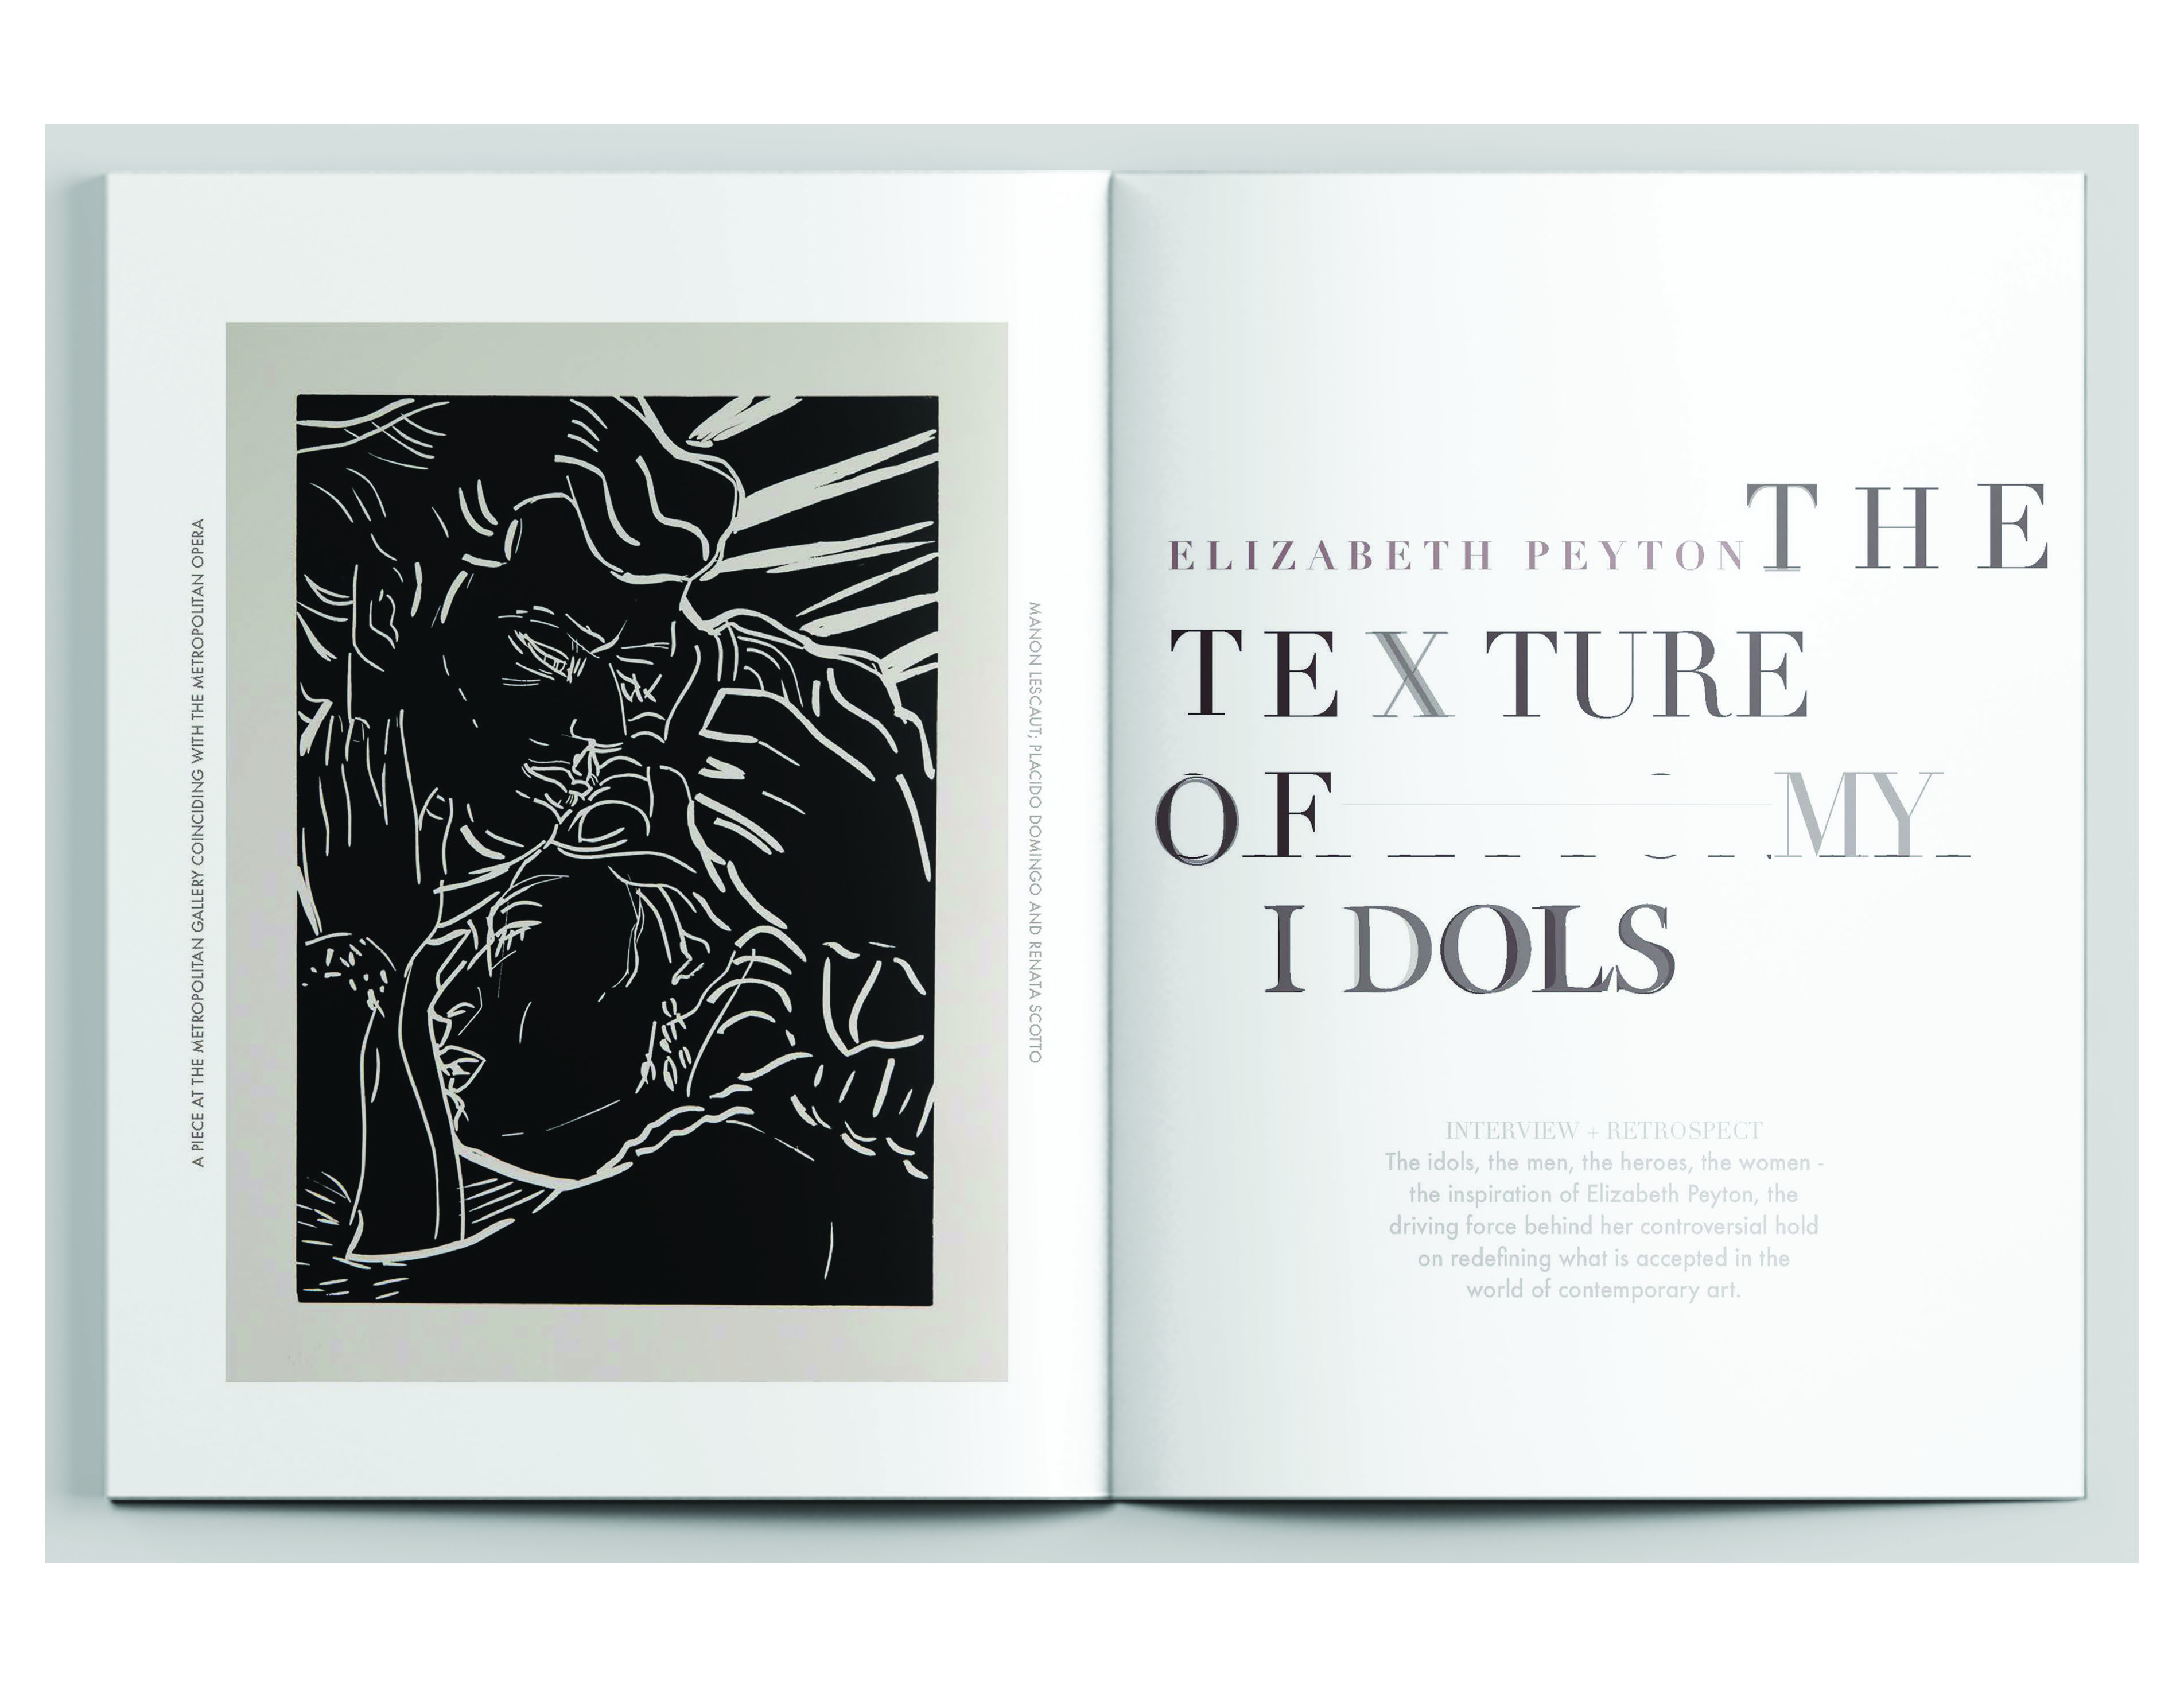 A PIECE AT THE METROPOLITAN GALLERY COINCIDING WITH THE METROPOLITAN OPERA
MANON LESCAUT; PLACIDO DOMINGO AND RENATA SCOTTO
ELIZABETH PEYTON THE
TEXTURE
OF MY
IDOLS
INTERVIEW + RETROSPECT
The idols, the men, the heroes, the women -
the inspiration of Elizabeth Peyton, the
driving force behind her controversial hold
on redefining what is accepted in the
world of contemporary art.